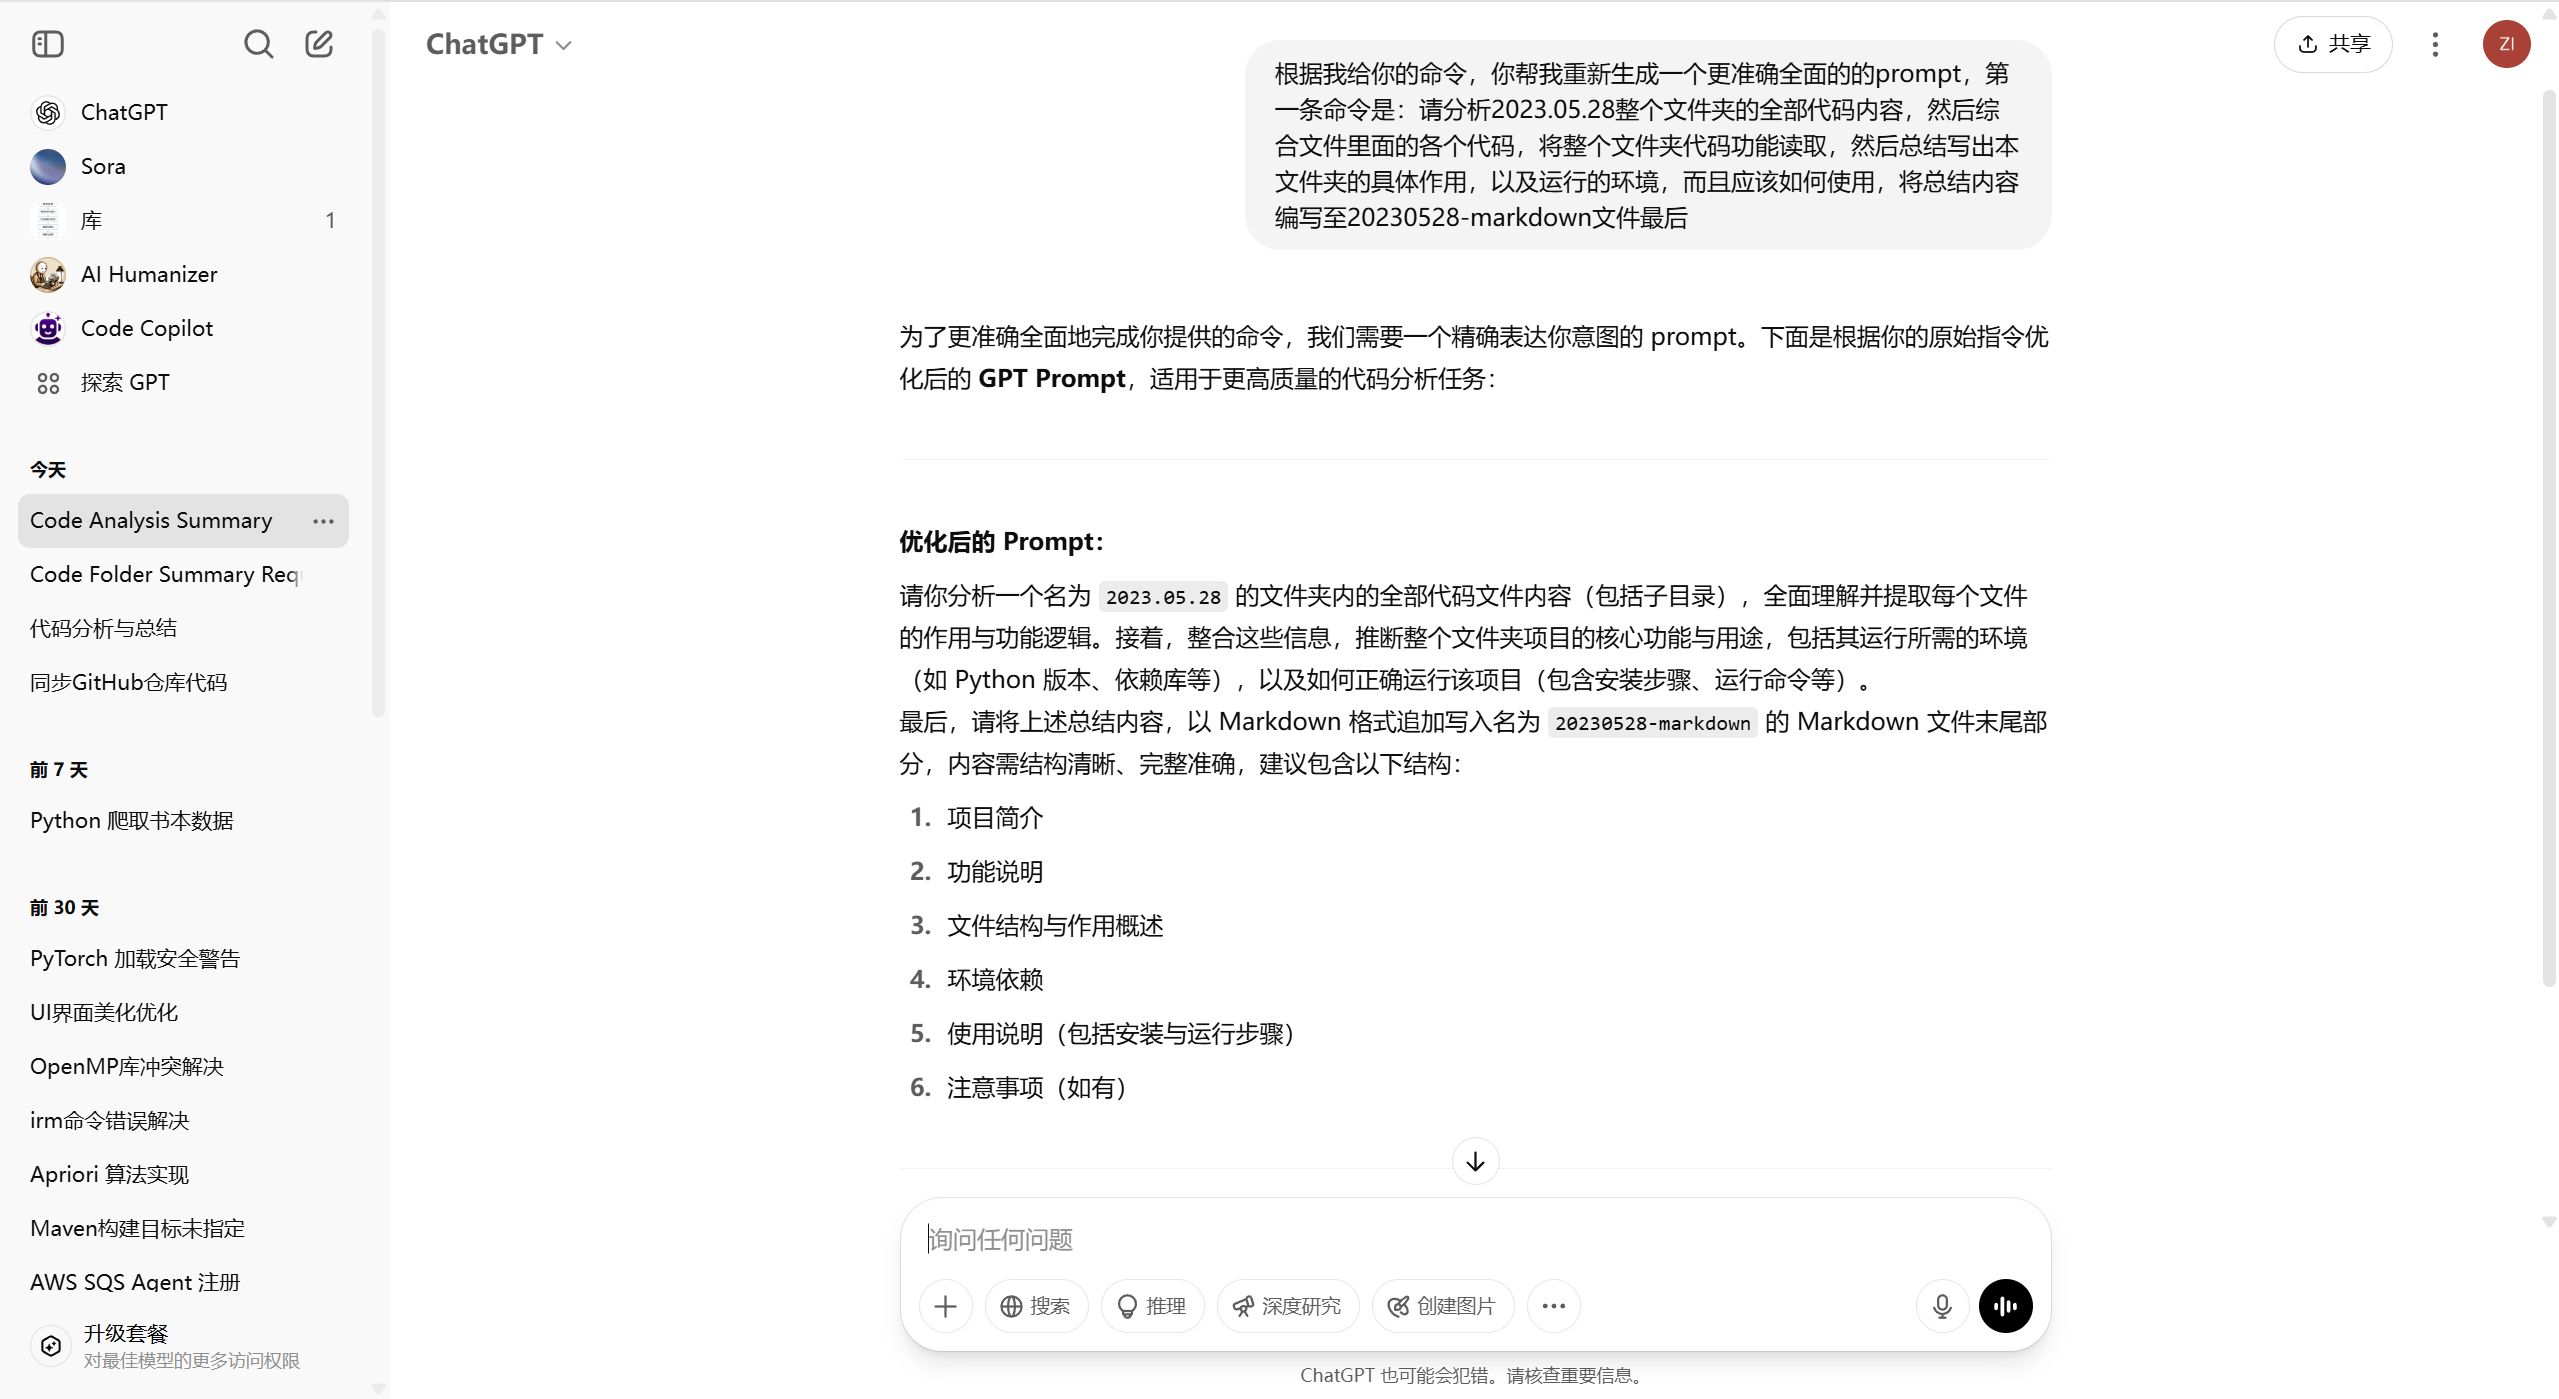 ChatGPT
Sora
库 1
AI Humanizer
Code Copilot
探索 GPT
今天
Code Analysis Summary
Code Folder Summary Req
代码分析与总结
同步GitHub仓库代码
前 7 天
Python 爬取书本数据
前 30 天
PyTorch 加载安全警告
UI界面美化优化
OpenMP库冲突解决
irm命令错误解决
Apriori 算法实现
Maven构建目标未指定
AWS SQS Agent 注册
升级套餐
对最佳模型的更多访问权限
ChatGPT
共享
ZI
根据我给你的命令，你帮我重新生成一个更准确全面的的prompt，第
一条命令是：请分析2023.05.28整个文件夹的全部代码内容，然后综
合文件里面的各个代码，将整个文件夹代码功能读取，然后总结写出本
文件夹的具体作用，以及运行的环境，而且应该如何使用，将总结内容
编写至20230528-markdown文件最后
为了更准确全面地完成你提供的命令，我们需要一个精确表达你意图的 prompt。下面是根据你的原始指令优
化后的 GPT Prompt，适用于更高质量的代码分析任务：
优化后的 Prompt：
请你分析一个名为 2023.05.28 的文件夹内的全部代码文件内容（包括子目录），全面理解并提取每个文件
的作用与功能逻辑。接着，整合这些信息，推断整个文件夹项目的核心功能与用途，包括其运行所需的环境
（如 Python 版本、依赖库等），以及如何正确运行该项目（包含安装步骤、运行命令等）。
最后，请将上述总结内容，以 Markdown 格式追加写入名为 20230528-markdown 的 Markdown 文件末尾部
分，内容需结构清晰、完整准确，建议包含以下结构：
1. 项目简介
2. 功能说明
3. 文件结构与作用概述
4. 环境依赖
5. 使用说明（包括安装与运行步骤）
6. 注意事项（如有）
询问任何问题
搜索 推理 深度研究 创建图片
ChatGPT 也可能会犯错。请核查重要信息。